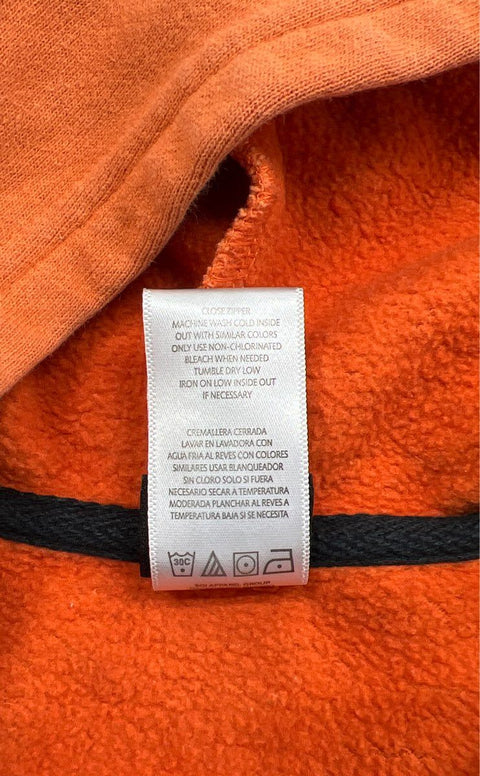 CLOSE ZIPPER
MACHINE WASH COLD INSIDE
OUT WITH SIMILAR COLORS
ONLY USE NON-CHLORINATED
BLEACH WHEN NEEDED
TUMBLE DRY LOW
IRON ON LOW INSIDE OUT
IF NECESSARY
CREMALLERA CERRADA
LAVAR EN LAVADORA CON
AGUA FRIA AL REVES CON COLORES
SIMILARES USAR BLANQUEADOR
SIN CLORO SOLO SI FUERA
NECESARIO SECAR A TEMPERATURA
MODERADA PLANCHAR AL REVES A
TEMPERATURA BAJA SI SE NECESITA
30C
GROUP